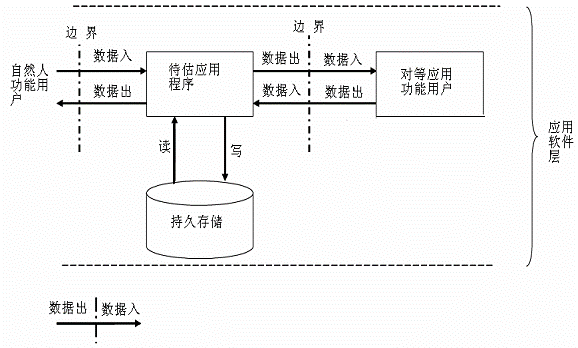 边界
边界
自然人
功能用
户
数据入
数据出
待估应用
程序
数据出
数据入
数据入
数据出
对等应用
功能用户
应用
软件
层
读
写
持久存储
数据出
数据入